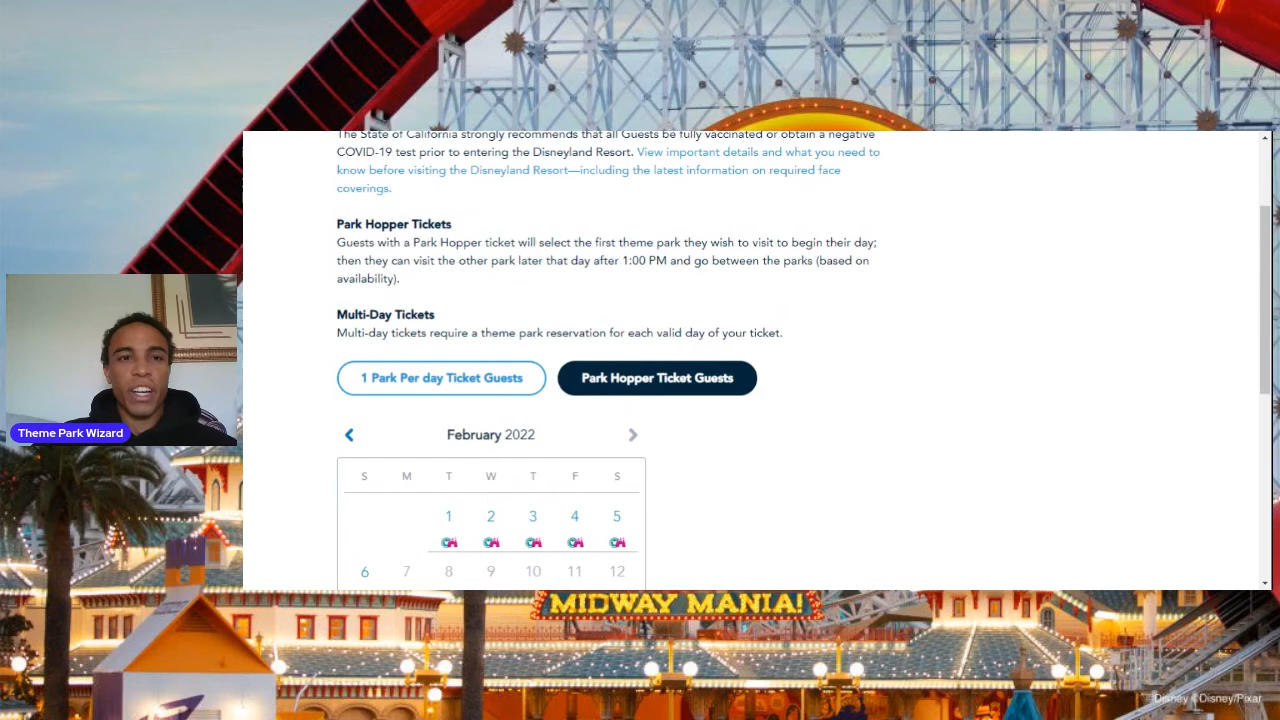 The State of California strongly recommends that all Guests be fully vaccinated or obtain a negative
COVID-19 test prior to entering the Disneyland Resort. View important details and what you need to
know before visiting the Disneyland Resort—including the latest information on required face
coverings.
Park Hopper Tickets
Guests with a Park Hopper ticket will select the first theme park they wish to visit to begin their day;
then they can visit the other park later that day after 1:00 PM and go between the parks (based on
availability).
Multi-Day Tickets
Multi-day tickets require a theme park reservation for each valid day of your ticket.
1 Park Per day Ticket Guests
Park Hopper Ticket Guests
February 2022
S M T W T F S
1 2 3 4 5
6 7 8 9 10 11 12
Theme Park Wizard
MIDWAY MANIA!
©Disney ©Disney/Pixar